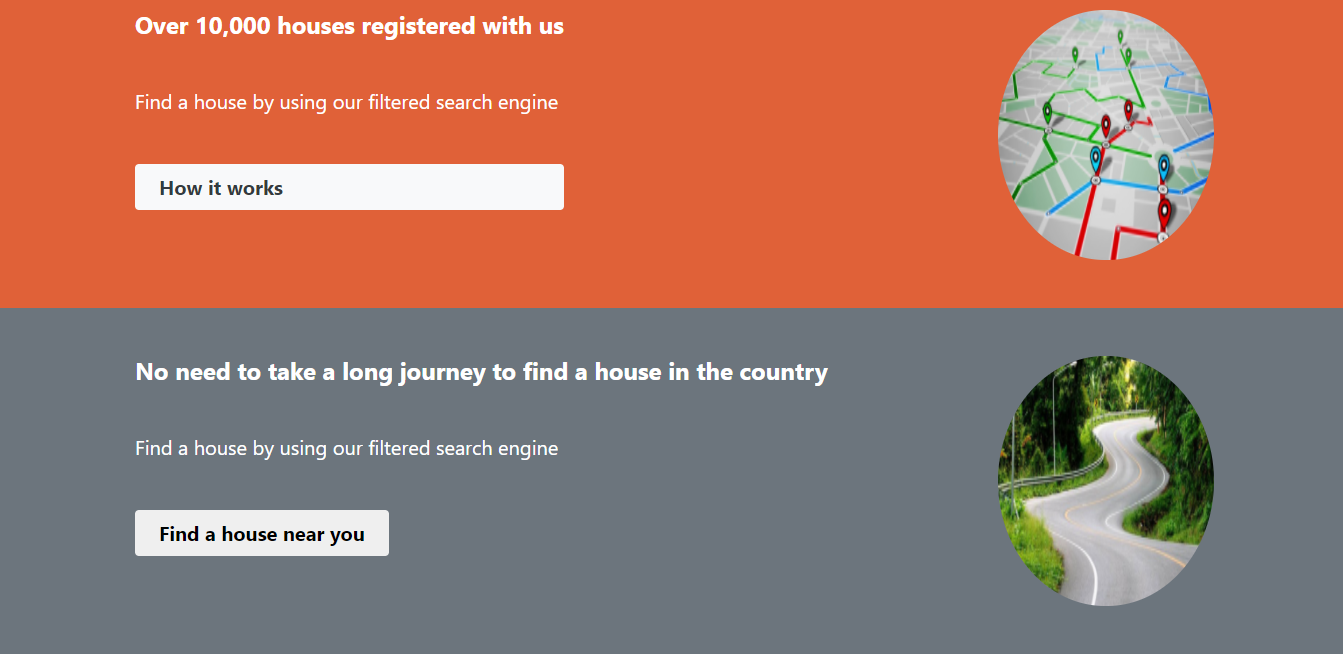 Over 10,000 houses registered with us
Find a house by using our filtered search engine
How it works
No need to take a long journey to find a house in the country
Find a house by using our filtered search engine
Find a house near you